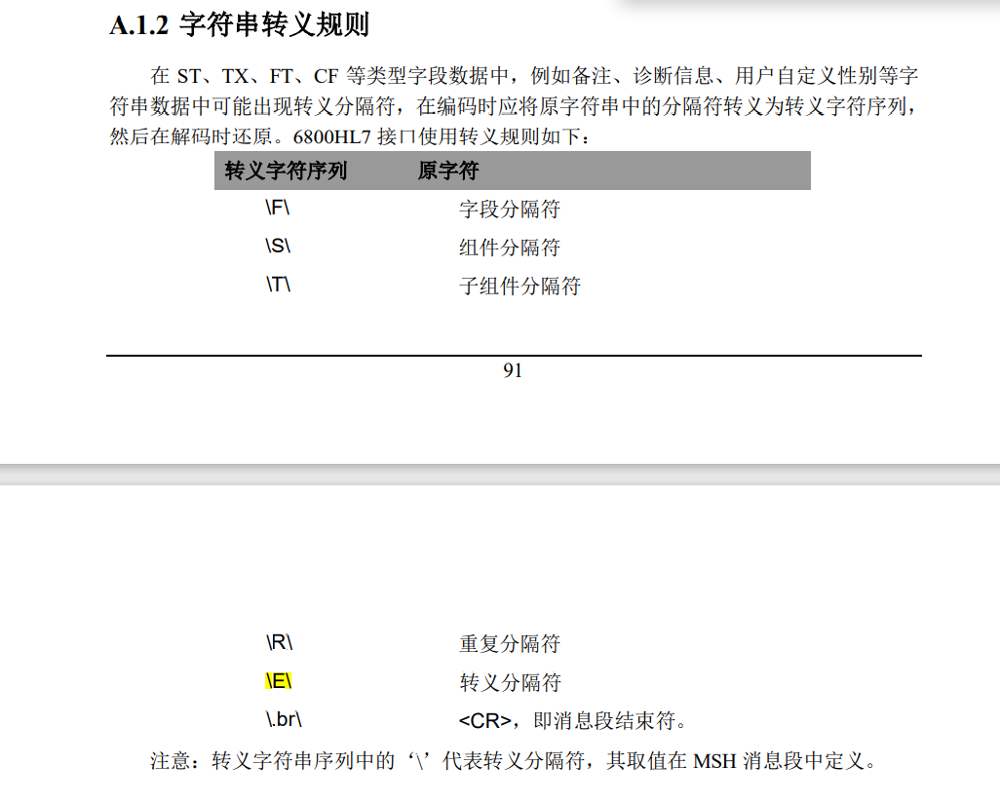 A.1.2 字符串转义规则
在 ST、TX、FT、CF 等类型字段数据中，例如备注、诊断信息、用户自定义性别等字
符串数据中可能出现转义分隔符，在编码时应将原字符串中的分隔符转义为转义字符序列，
然后在解码时还原。6800HL7 接口使用转义规则如下：
转义字符序列 原字符
\F\ 字段分隔符
\S\ 组件分隔符
\T\ 子组件分隔符
91
\R\ 重复分隔符
\E\ 转义分隔符
\.br\ <CR>，即消息段结束符。
注意：转义字符串序列中的‘\’代表转义分隔符，其取值在 MSH 消息段中定义。